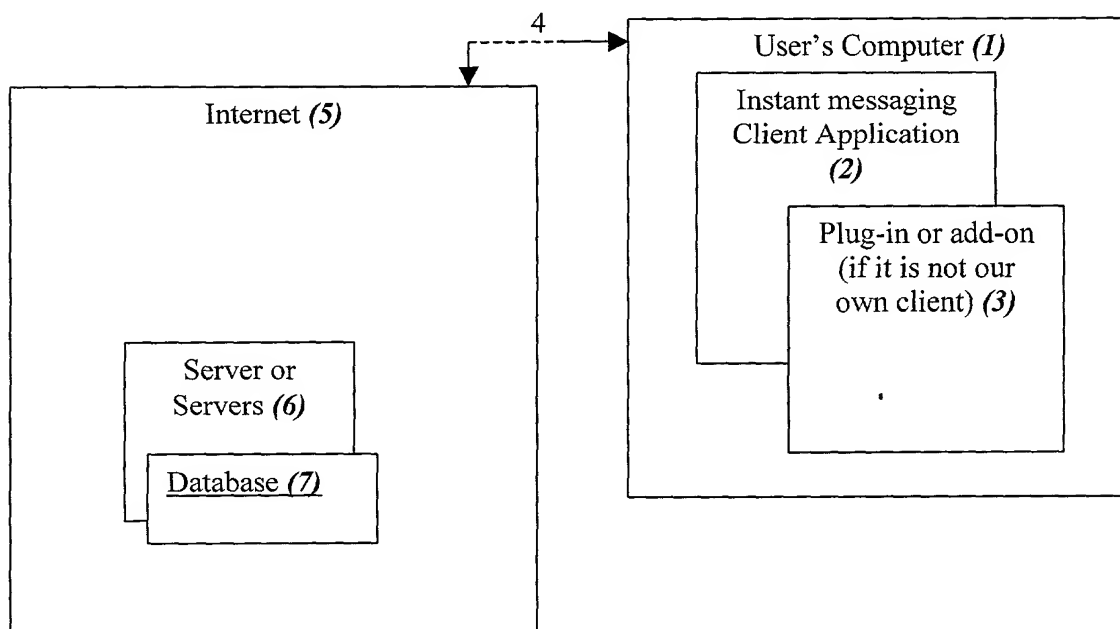 4
User's Computer (1)
Instant messaging
Client Application
(2)
Plug-in or add-on
(if it is not our
own client) (3)
Internet (5)
Server or
Servers (6)
Database (7)